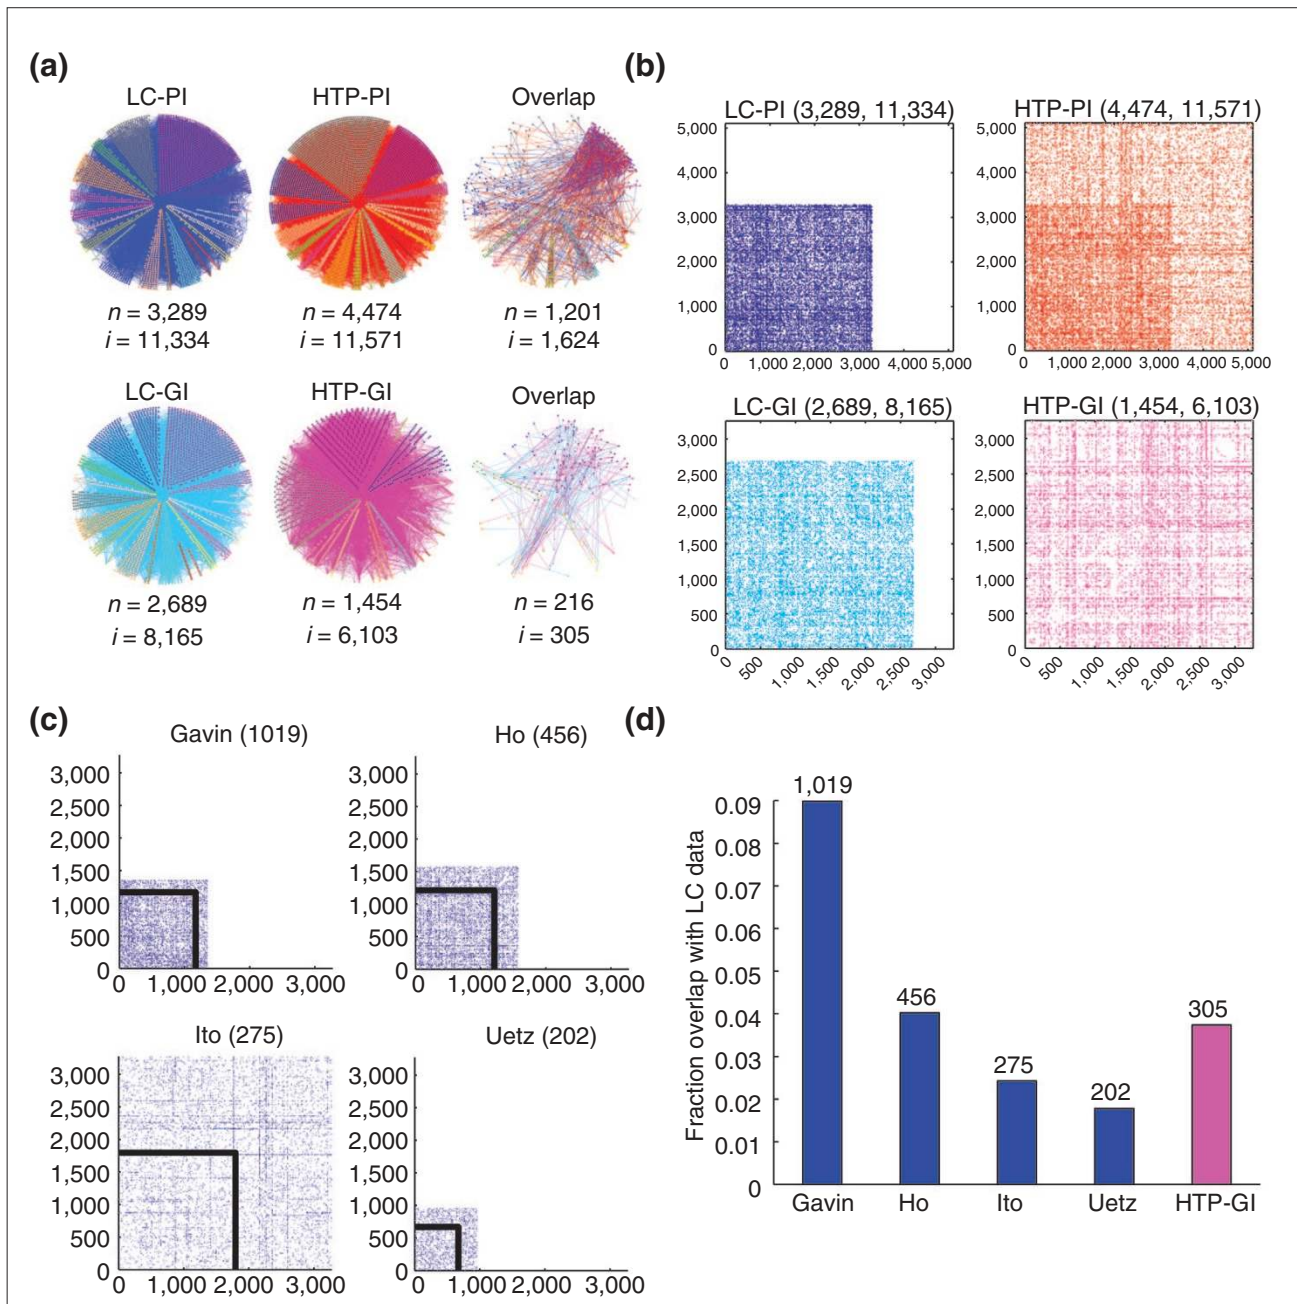 (a)
LC-PI HTP-PI Overlap
n = 3,289 n = 4,474 n = 1,201
i = 11,334 i = 11,571 i = 1,624
LC-GI HTP-GI Overlap
n = 2,689 n = 1,454 n = 216
i = 8,165 i = 6,103 i = 305
(b)
LC-PI (3,289, 11,334)
5,000
4,000
3,000
2,000
1,000
0
0 1,000 2,000 3,000 4,000 5,000
HTP-PI (4,474, 11,571)
5,000
4,000
3,000
2,000
1,000
0
0 1,000 2,000 3,000 4,000 5,000
LC-GI (2,689, 8,165)
3,000
2,500
2,000
1,500
1,000
500
0
0 500 1,000 1,500 2,000 2,500 3,000
HTP-GI (1,454, 6,103)
3,000
2,500
2,000
1,500
1,000
500
0
0 500 1,000 1,500 2,000 2,500 3,000
(c)
Gavin (1019)
3,000
2,500
2,000
1,500
1,000
500
0
0 1,000 2,000 3,000
Ho (456)
3,000
2,500
2,000
1,500
1,000
500
0
0 1,000 2,000 3,000
Ito (275)
3,000
2,500
2,000
1,500
1,000
500
0
0 1,000 2,000 3,000
Uetz (202)
3,000
2,500
2,000
1,500
1,000
500
0
0 1,000 2,000 3,000
(d)
Fraction overlap with LC data
0.09
0.08
0.07
0.06
0.05
0.04
0.03
0.02
0.01
0
1,019
456
275
202
305
Gavin Ho Ito Uetz HTP-GI